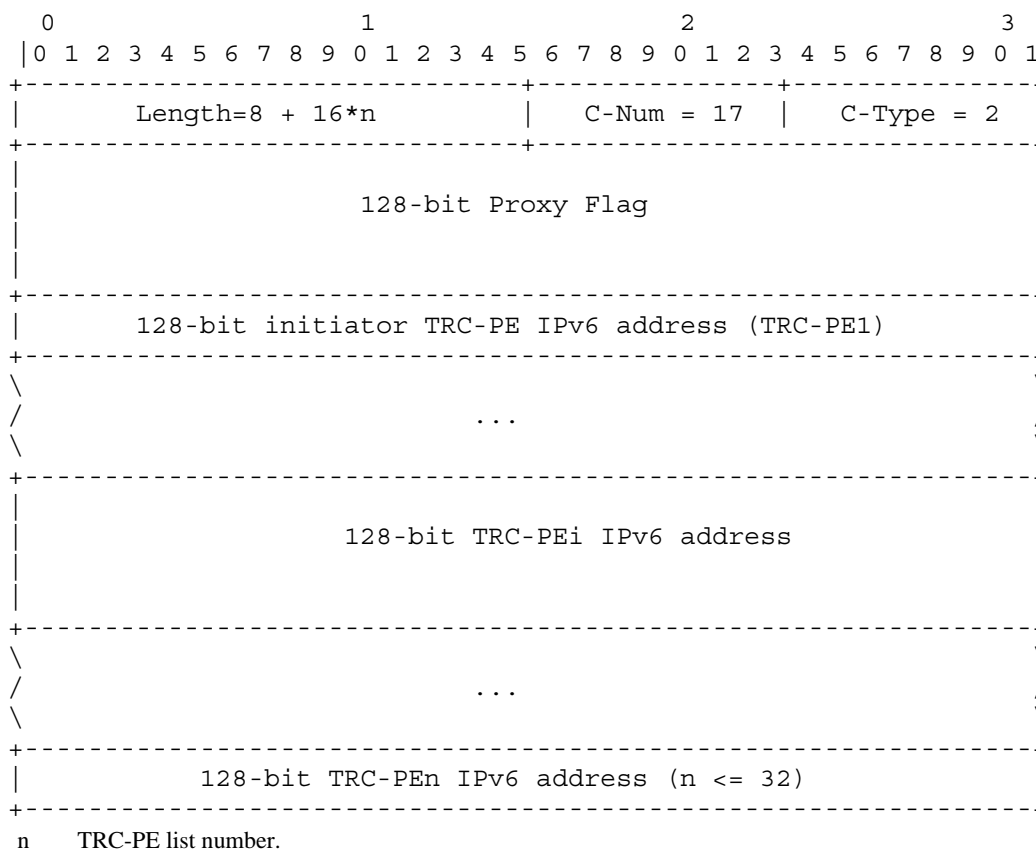 0 1 2 3
|0 1 2 3 4 5 6 7 8 9 0 1 2 3 4 5 6 7 8 9 0 1 2 3 4 5 6 7 8 9 0 1
Length=8 + 16*n | C-Num = 17 | C-Type = 2
128-bit Proxy Flag
128-bit initiator TRC-PE IPv6 address (TRC-PE1)
...
128-bit TRC-PEi IPv6 address
...
128-bit TRC-PEn IPv6 address (n <= 32)
n TRC-PE list number.